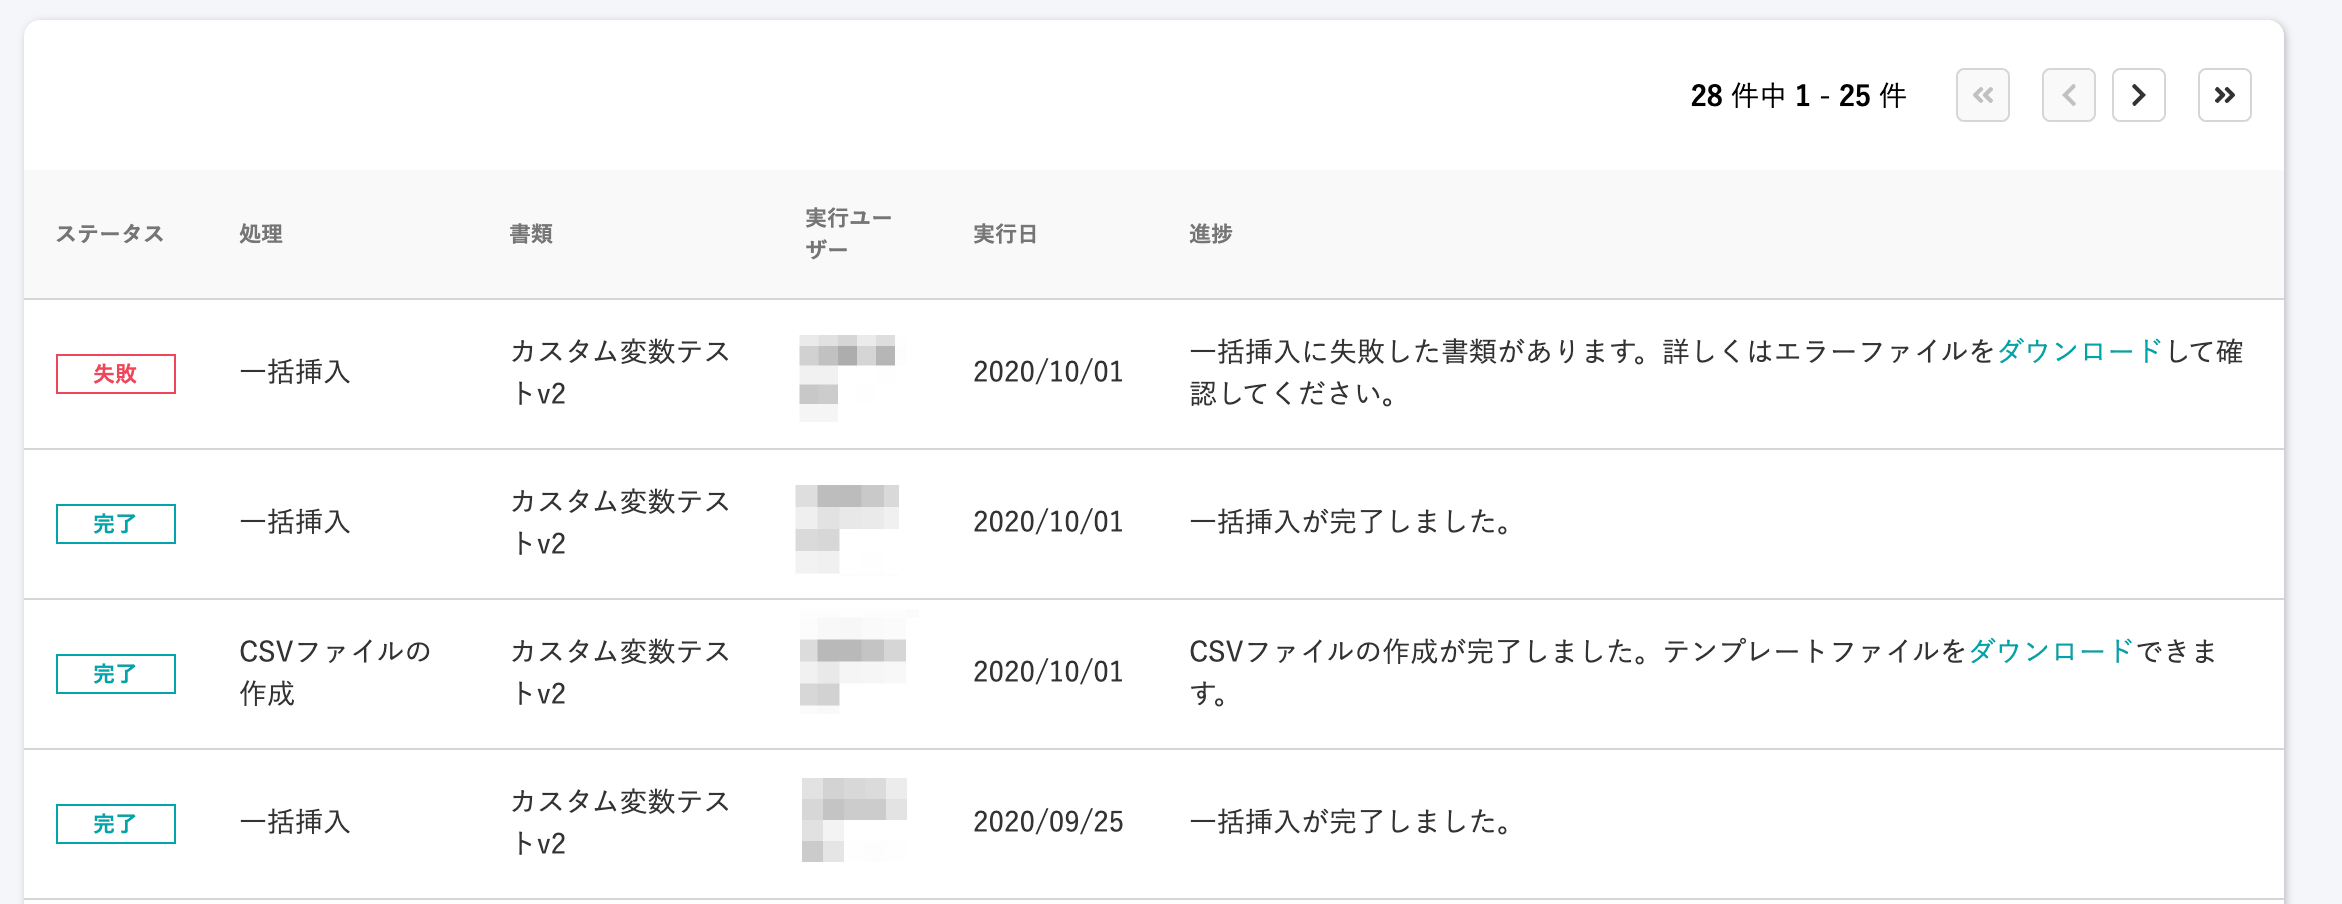 28 件中 1 - 25 件
ステータス 処理 書類 実行ユー
ザー 実行日 進捗
失敗 一括挿入 カスタム変数テス
トv2 2020/10/01 一括挿入に失敗した書類があります。詳しくはエラーファイルをダウンロードして確
認してください。
完了 一括挿入 カスタム変数テス
トv2 2020/10/01 一括挿入が完了しました。
完了 CSVファイルの
作成 カスタム変数テス
トv2 2020/10/01 CSVファイルの作成が完了しました。テンプレートファイルをダウンロードできま
す。
完了 一括挿入 カスタム変数テス
トv2 2020/09/25 一括挿入が完了しました。